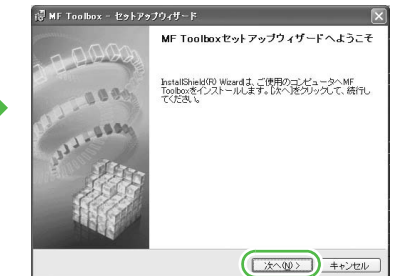 MF Toolbox - セットアップウィザード
MF Toolboxセットアップウィザードへようこそ
InstallShield(R) Wizardは、ご使用のコンピュータへMF
Toolboxをインストールします。[次へ]をクリックして、続行し
てください。
次へ(N) >
キャンセル